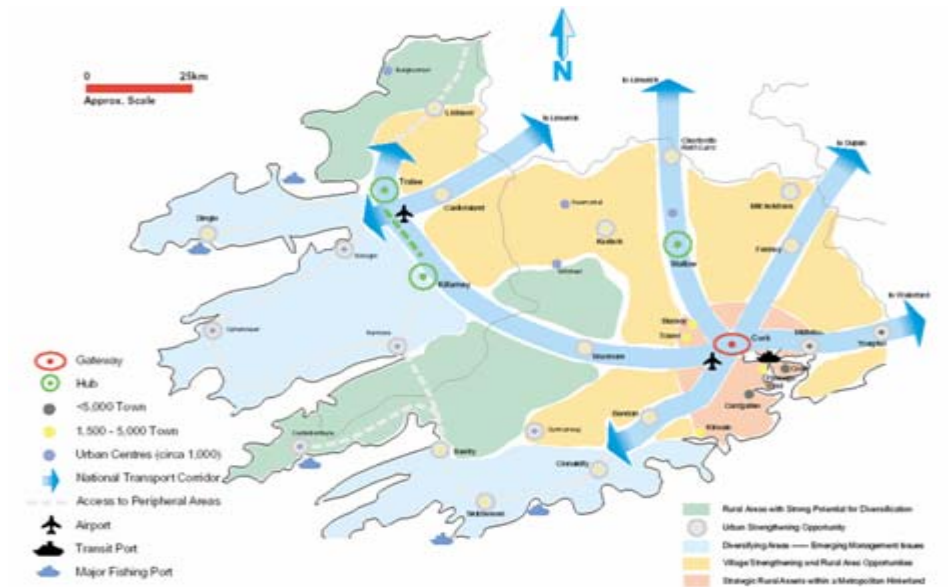 0 25km
Approx. Scale
N
to Limerick
to Limerick
to Dublin
to Waterford
Listowel
Tralee
Castleisland
Dingle
Killarney
Kenmare
Kanturk
Mallow
Mitchelstown
Fermoy
Cork
Midleton
Youghal
Macroom
Bandon
Kinsale
Carrigaline
Bantry
Clonakilty
Skibbereen
Gateway
Hub
<5,000 Town
1,500 - 5,000 Town
Urban Centres (circa 1,000)
National Transport Corridor
Access to Peripheral Areas
Airport
Transit Port
Major Fishing Port
Rural Areas with Strong Potential for Diversification
Urban Strengthening Opportunity
Diversifying Areas —— Emerging Management Issues
Village Strengthening and Rural Area Opportunities
Strategic Rural Assets within a Metropolitan Hinterland